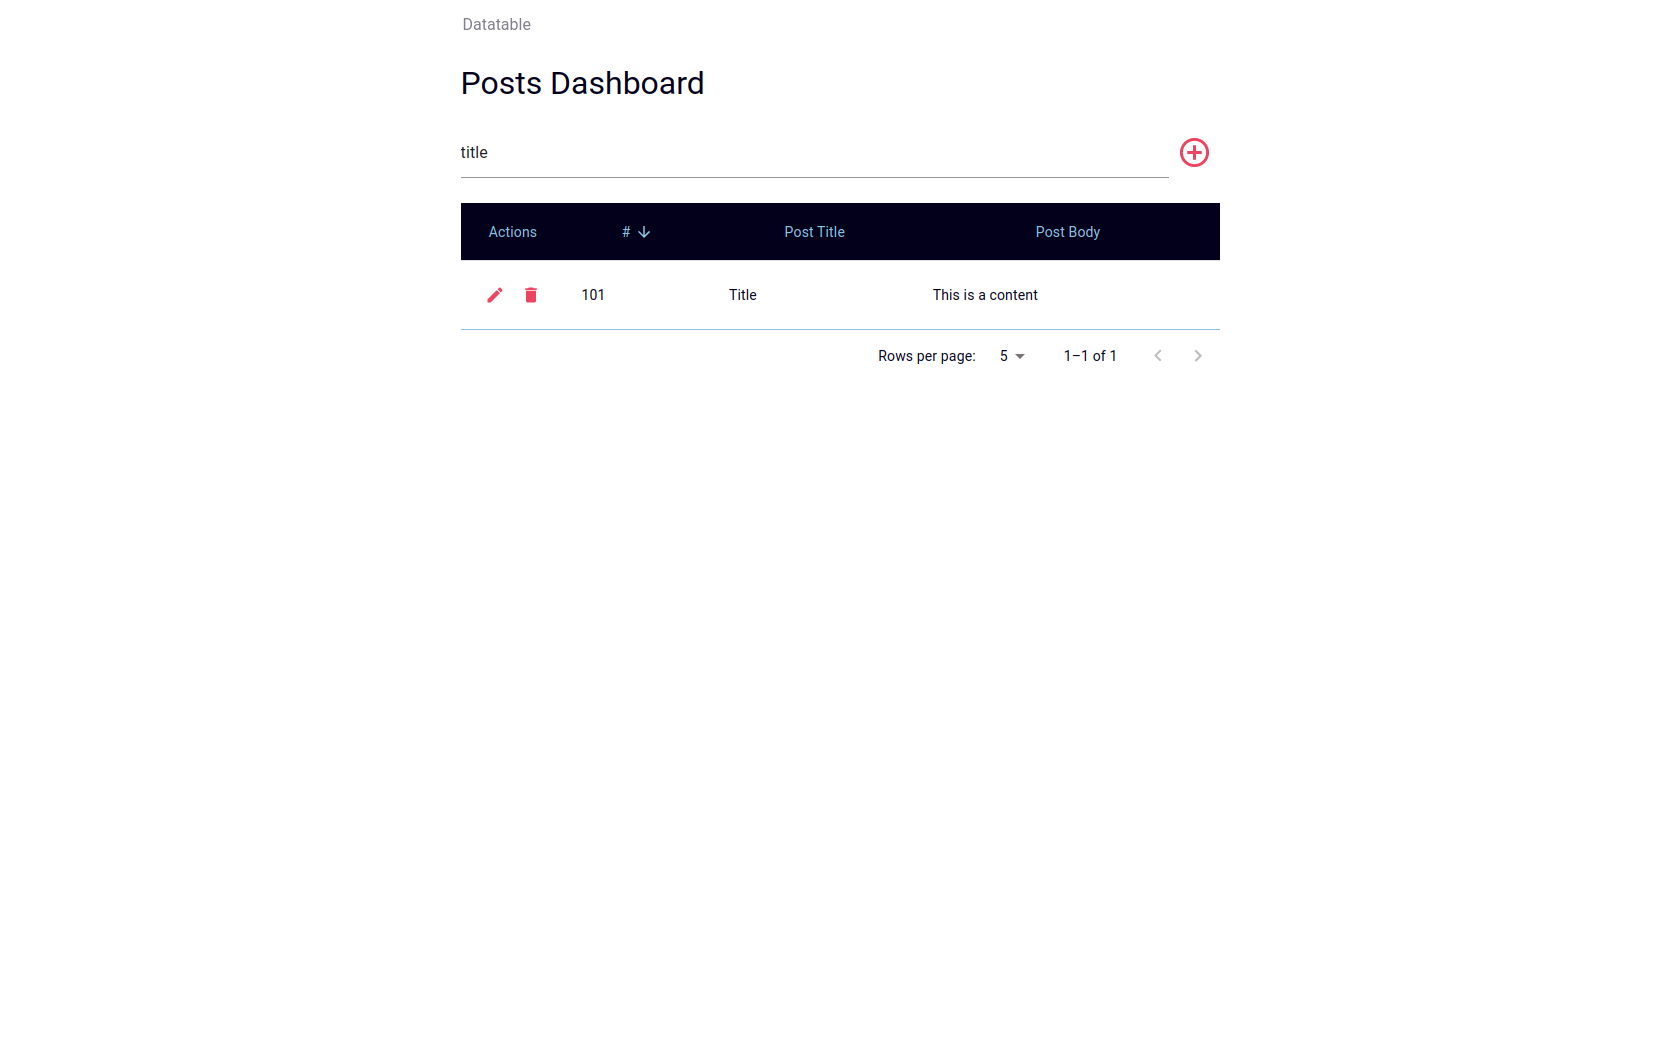 Datatable
Posts Dashboard
title
Actions # Post Title Post Body
101 Title This is a content
Rows per page: 5 1–1 of 1